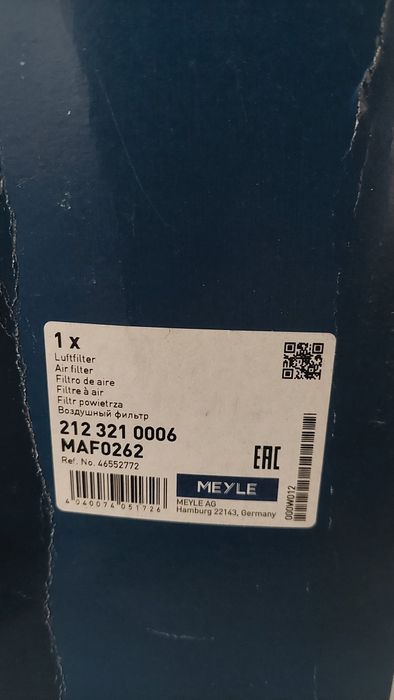 1 x
Luftfilter
Air filter
Filtro de aire
Filtre à air
Filtr powietrza
Воздушный фильтр
212 321 0006
MAF0262
Ref. No. 46552772
EAC
MEYLE
4 040074 051726
MEYLE AG
Hamburg 22143, Germany
000W012